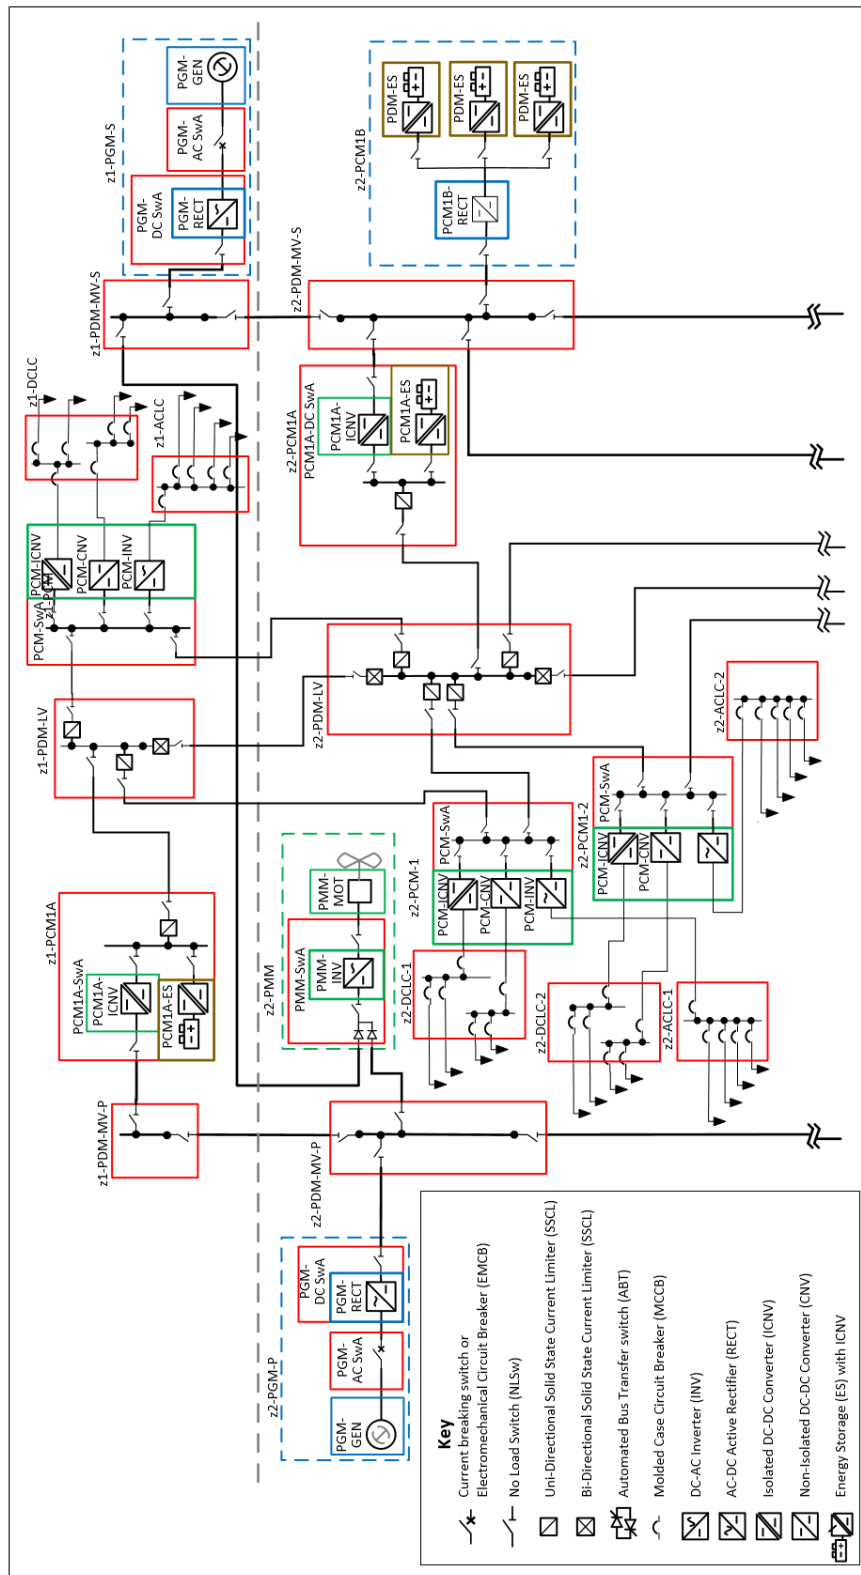 z1-PGM-S
PGM-
GEN
PGM-
AC SwA
PGM-
DC SwA
PGM-
RECT
z1-PDM-MV-S
z1-DCLC
z1-ACLC
PCM-ICNV
PCM-CNV
PCM-INV
z1-PCM
PCM-SwA
z1-PDM-LV
z1-PCM1A
PCM1A-SwA
PCM1A-
ICNV
PCM1A-ES
z1-PDM-MV-P
z2-PCM1B
PDM-ES
PDM-ES
PDM-ES
PCM1B-
RECT
z2-PDM-MV-S
z2-PCM1A
PCM1A-DC SwA
PCM1A-
ICNV
PCM1A-ES
z2-PDM-LV
z2-PMM
PMM-
MOT
PMM-SwA
PMM-
INV
z2-PCM-1
PCM-SwA
PCM-ICNV
PCM-CNV
PCM-INV
z2-PCM1-2
PCM-SwA
PCM-ICNV
PCM-CNV
z2-ACLC-2
z2-DCLC-1
z2-DCLC-2
z2-ACLC-1
z2-PDM-MV-P
z2-PGM-P
PGM-
DC SwA
PGM-
RECT
PGM-
AC SwA
PGM-
GEN
Key
Current breaking switch or
Electromechanical Circuit Breaker (EMCB)
No Load Switch (NLSw)
Uni-Directional Solid State Current Limiter (SSCL)
Bi-Directional Solid State Current Limiter (SSCL)
Automated Bus Transfer switch (ABT)
Molded Case Circuit Breaker (MCCB)
DC-AC Inverter (INV)
AC-DC Active Rectifier (RECT)
Isolated DC-DC Converter (ICNV)
Non-Isolated DC-DC Converter (CNV)
Energy Storage (ES) with ICNV